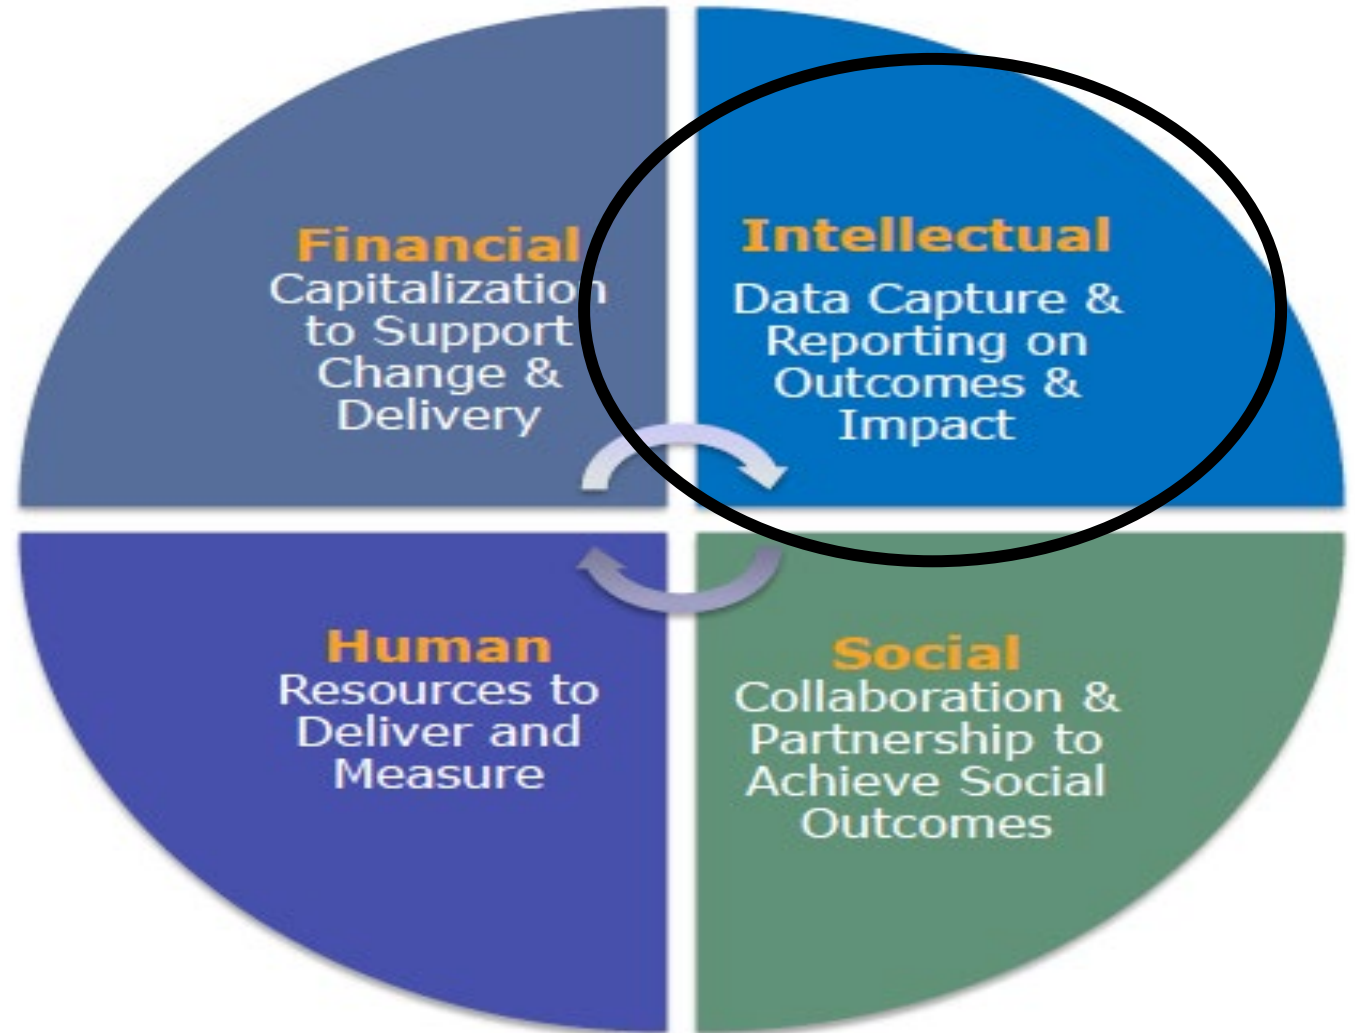 Financial
Capitalization
to Support
Change &
Delivery
Intellectual
Data Capture &
Reporting on
Outcomes &
Impact
Human
Resources to
Deliver and
Measure
Social
Collaboration &
Partnership to
Achieve Social
Outcomes